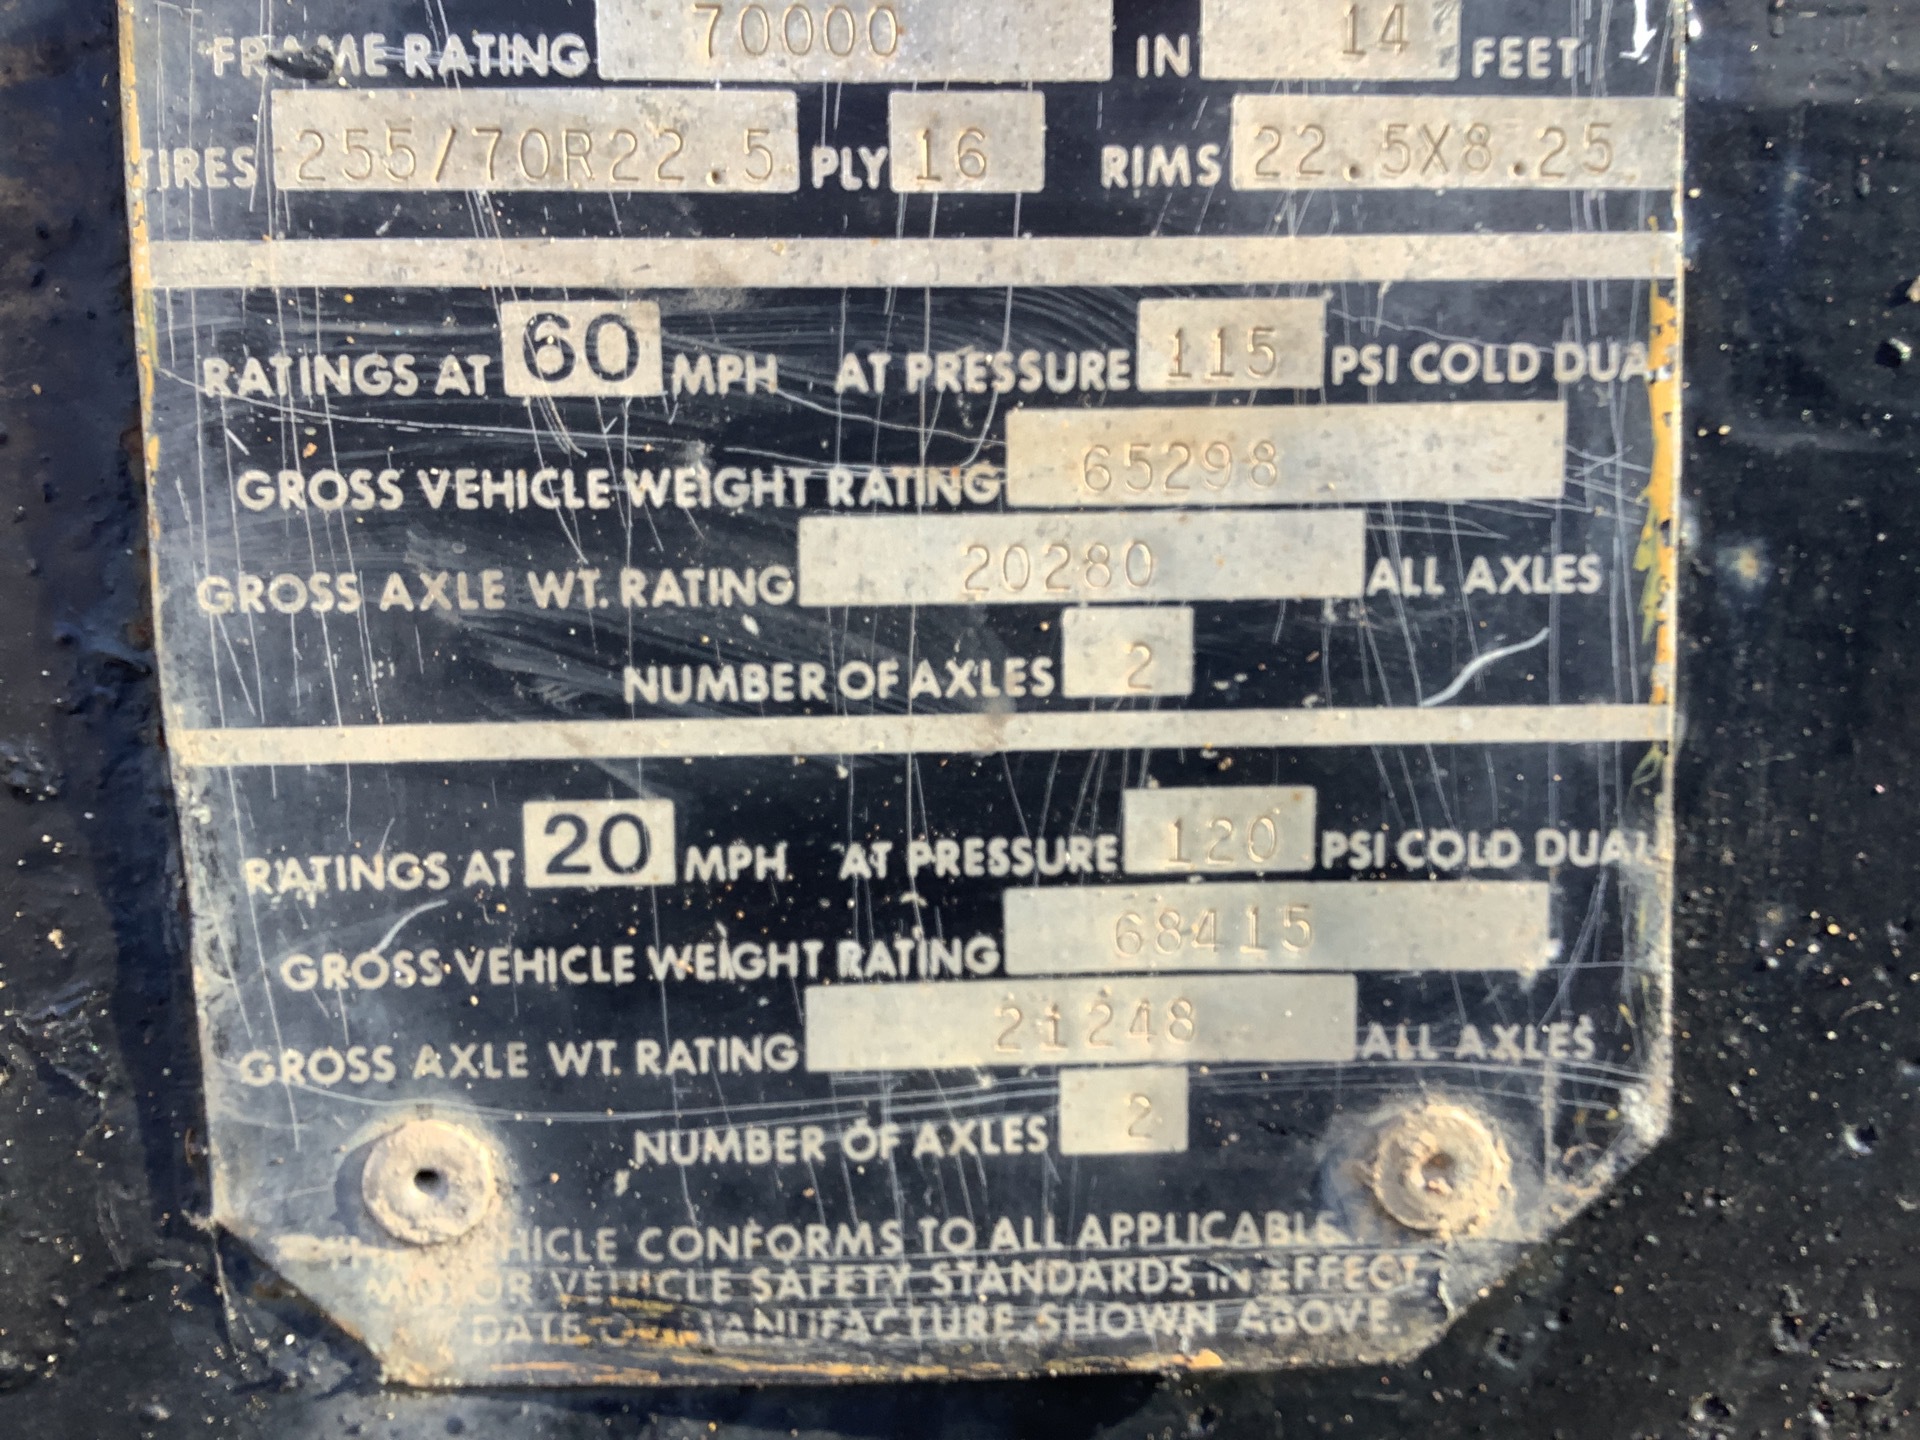 FRAME RATING 70000 IN 14 FEET
TIRES 255/70R22.5 PLY 16 RIMS 22.5X8.25
RATINGS AT 60 MPH AT PRESSURE 115 PSI COLD DUAL
GROSS VEHICLE WEIGHT RATING 65298
GROSS AXLE WT. RATING 20280 ALL AXLES
NUMBER OF AXLES 2
RATINGS AT 20 MPH AT PRESSURE 120 PSI COLD DUAL
GROSS VEHICLE WEIGHT RATING 68415
GROSS AXLE WT. RATING 21248 ALL AXLES
NUMBER OF AXLES 2
THIS VEHICLE CONFORMS TO ALL APPLICABLE
MOTOR VEHICLE SAFETY STANDARDS IN EFFECT
DATE OF MANUFACTURE SHOWN ABOVE.